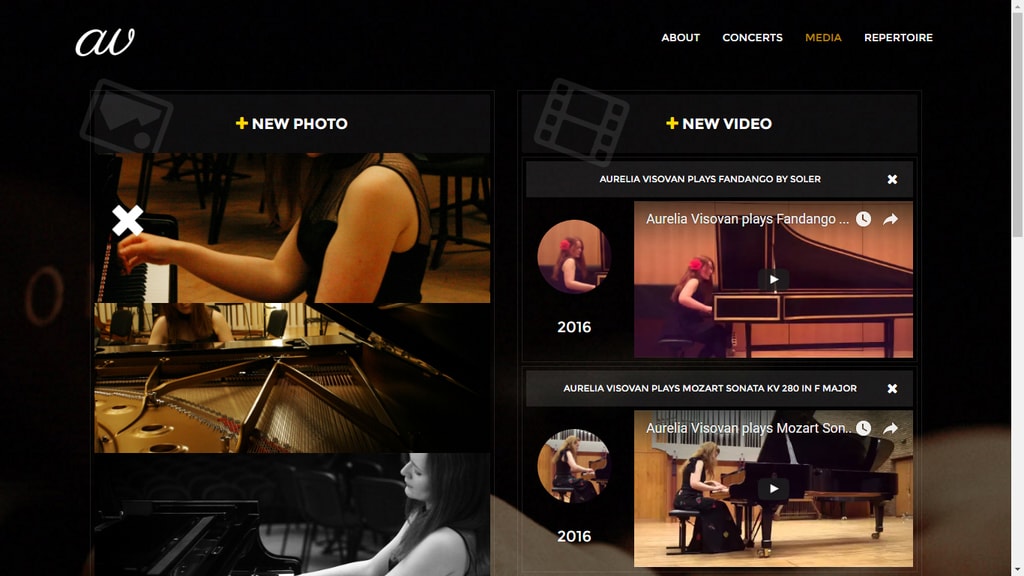 av
ABOUT CONCERTS MEDIA REPERTOIRE
+ NEW PHOTO
+ NEW VIDEO
AURELIA VISOVAN PLAYS FANDANGO BY SOLER
Aurelia Visovan plays Fandango ...
2016
AURELIA VISOVAN PLAYS MOZART SONATA KV 280 IN F MAJOR
Aurelia Visovan plays Mozart Son...
2016